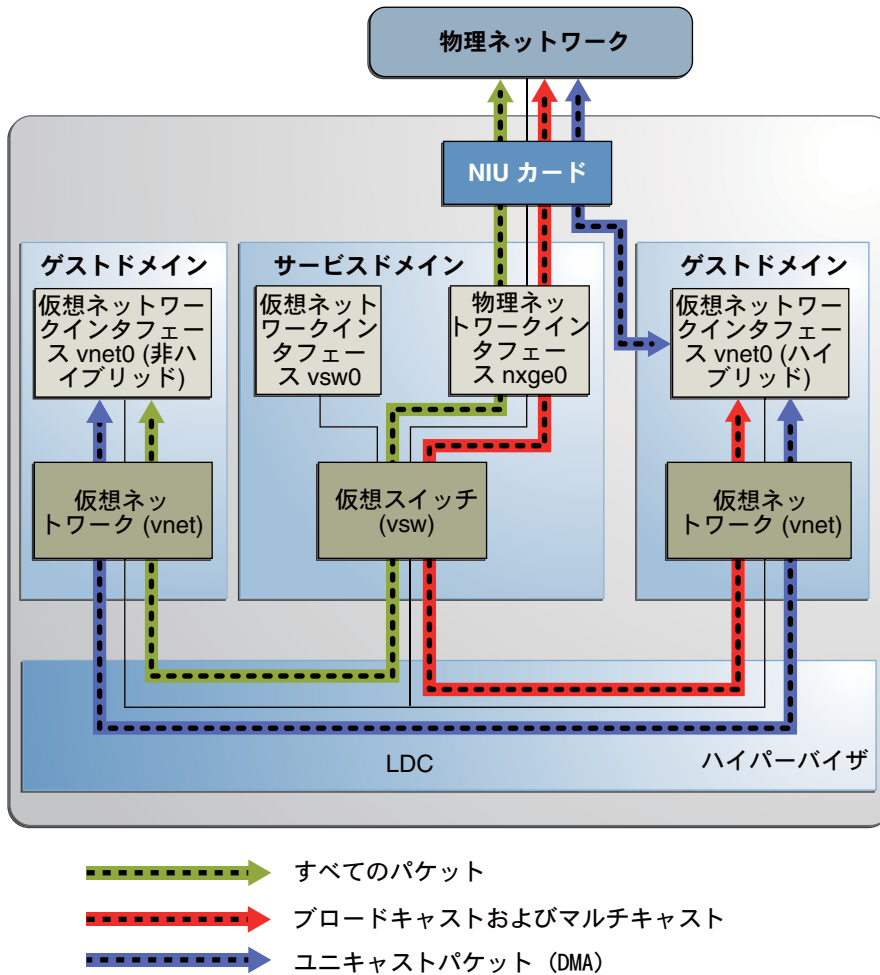 物理ネットワーク
NIU カード
ゲストドメイン
仮想ネットワー
クインタフェー
ス vnet0 (非ハ
イブリッド)
仮想ネッ
トワーク (vnet)
サービスドメイン
仮想ネット
ワークイン
タフェー
ス vsw0
物理ネッ
トワークイン
タフェー
ス nxge0
仮想スイッチ
(vsw)
ゲストドメイン
仮想ネットワー
クインタフェー
ス vnet0 (ハイ
ブリッド)
仮想ネッ
トワーク (vnet)
LDC
ハイパーバイザ
すべてのパケット
ブロードキャストおよびマルチキャスト
ユニキャストパケット (DMA)